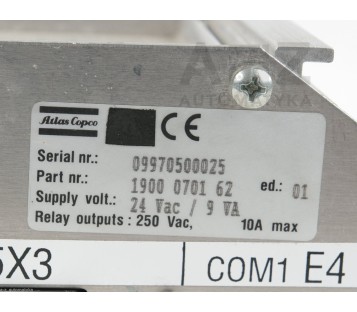 AUTOMATYKA
Atlas Copco CE
Serial nr.: 09970500025
Part nr.: 1900 0701 62 ed.: 01
Supply volt.: 24 Vac / 9 VA
Relay outputs : 250 Vac, 10A max
5X3 COM1 E4